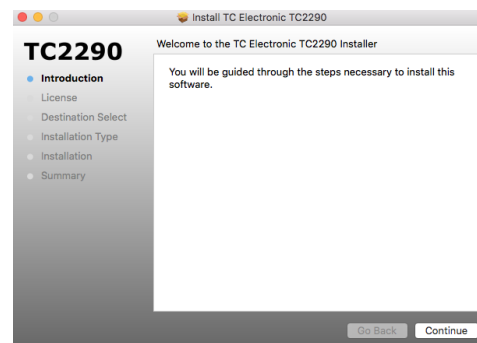 Install TC Electronic TC2290
TC2290
Welcome to the TC Electronic TC2290 Installer
Introduction
License
Destination Select
Installation Type
Installation
Summary
You will be guided through the steps necessary to install this
software.
Go Back
Continue